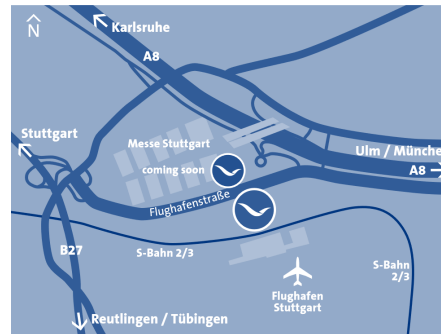 N
Karlsruhe
A8
Stuttgart
Messe Stuttgart
coming soon
Ulm / Münche
A8
Flughafenstraße
B27
S-Bahn 2/3
S-Bahn
2/3
Flughafen
Stuttgart
Reutlingen / Tübingen